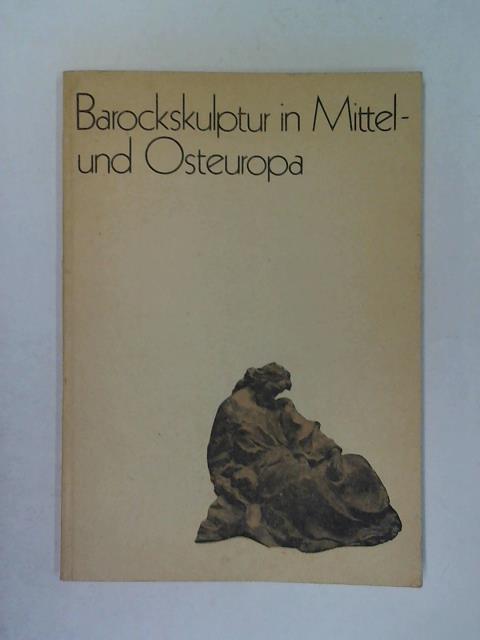 Barockskulptur in Mittel-
und Osteuropa